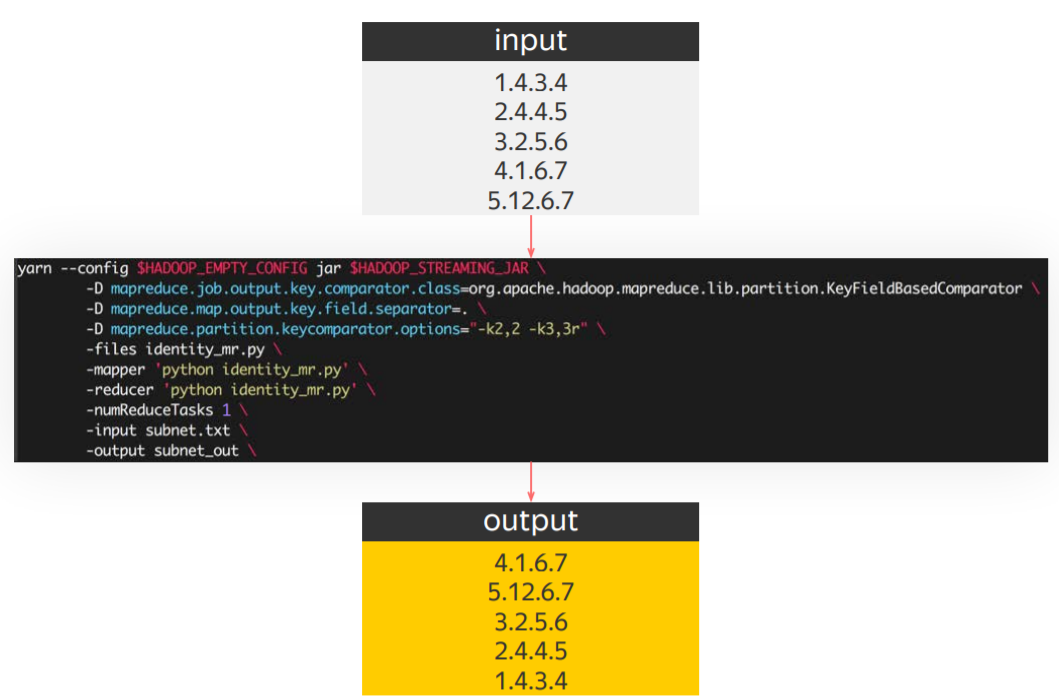 input
1.4.3.4
2.4.4.5
3.2.5.6
4.1.6.7
5.12.6.7
yarn --config $HADOOP_EMPTY_CONFIG jar $HADOOP_STREAMING_JAR \
-D mapreduce.job.output.key.comparator.class=org.apache.hadoop.mapreduce.lib.partition.KeyFieldBasedComparator \
-D mapreduce.map.output.key.field.separator=. \
-D mapreduce.partition.keycomparator.options="-k2,2 -k3,3r" \
-files identity_mr.py \
-mapper 'python identity_mr.py' \
-reducer 'python identity_mr.py' \
-numReduceTasks 1 \
-input subnet.txt \
-output subnet_out \
output
4.1.6.7
5.12.6.7
3.2.5.6
2.4.4.5
1.4.3.4